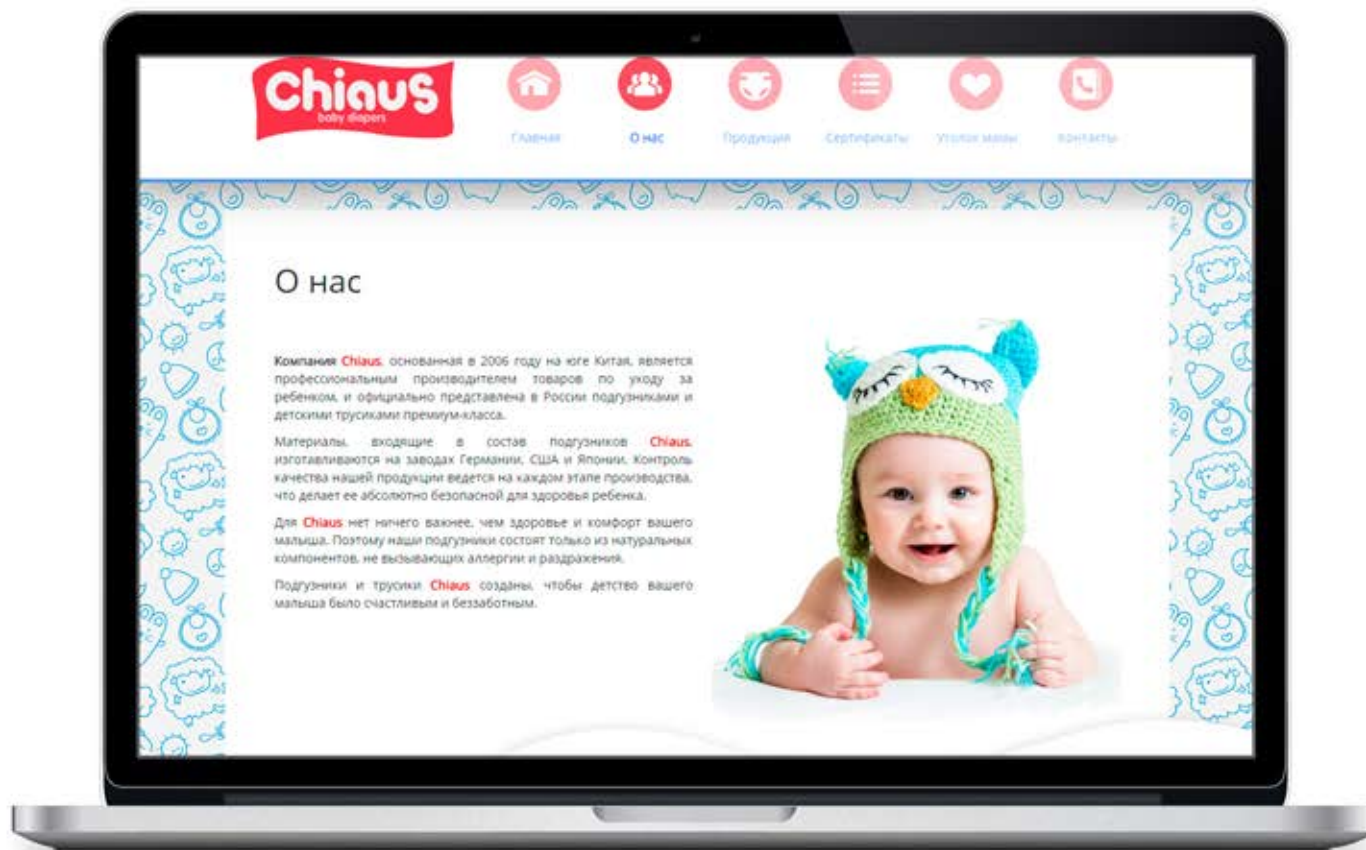 Chiaus
baby diapers
Главная
О нас
Продукция
Сертификаты
Уголок мамы
Контакты
О нас
Компания Chiaus, основанная в 2006 году на юге Китая, является
профессиональным производителем товаров по уходу за
ребенком, и официально представлена в России подгузниками и
детскими трусиками премиум-класса.
Материалы, входящие в состав подгузников Chiaus,
изготавливаются на заводах Германии, США и Японии. Контроль
качества нашей продукции ведется на каждом этапе производства,
что делает ее абсолютно безопасной для здоровья ребенка.
Для Chiaus нет ничего важнее, чем здоровье и комфорт вашего
малыша. Поэтому наши подгузники состоят только из натуральных
компонентов, не вызывающих аллергии и раздражения.
Подгузники и трусики Chiaus созданы, чтобы детство вашего
малыша было счастливым и беззаботным.